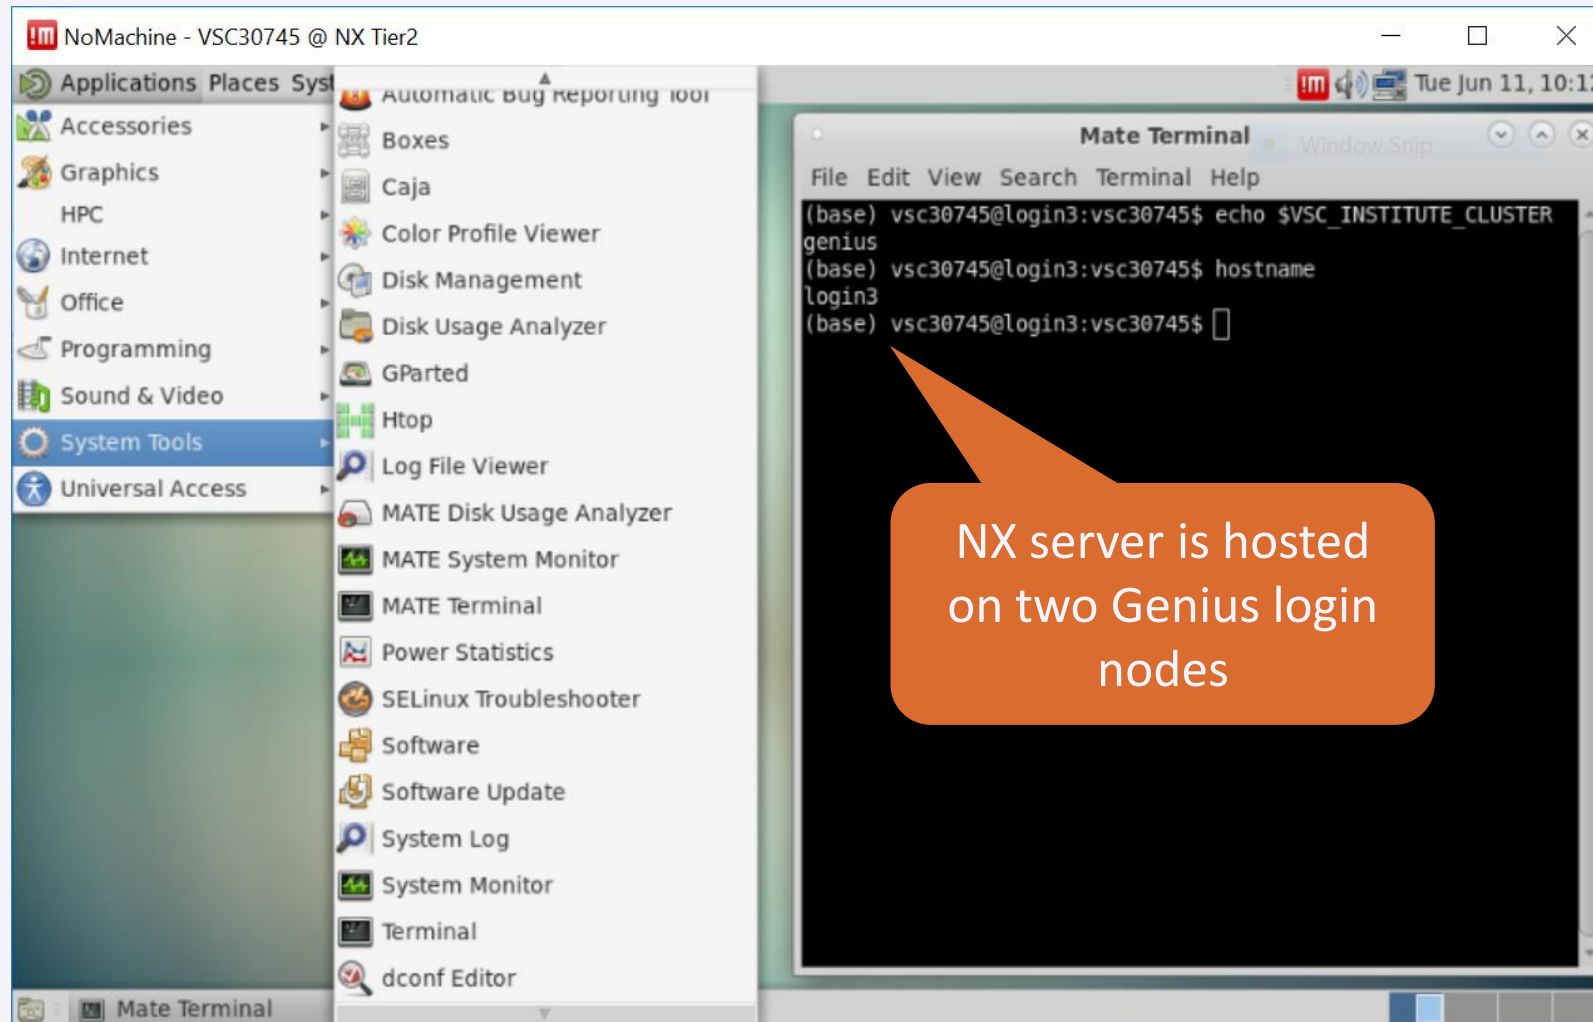 NoMachine - VSC30745 @ NX Tier2
Applications Places Syst
Tue Jun 11, 10:12
Accessories
Graphics
HPC
Internet
Office
Programming
Sound & Video
System Tools
Universal Access
Automatic Bug Reporting Tool
Boxes
Caja
Color Profile Viewer
Disk Management
Disk Usage Analyzer
GParted
Htop
Log File Viewer
MATE Disk Usage Analyzer
MATE System Monitor
MATE Terminal
Power Statistics
SELinux Troubleshooter
Software
Software Update
System Log
System Monitor
Terminal
dconf Editor
Mate Terminal
Window Snip
File Edit View Search Terminal Help
(base) vsc30745@login3:vsc30745$ echo $VSC_INSTITUTE_CLUSTER
genius
(base) vsc30745@login3:vsc30745$ hostname
login3
(base) vsc30745@login3:vsc30745$
NX server is hosted
on two Genius login
nodes
Mate Terminal